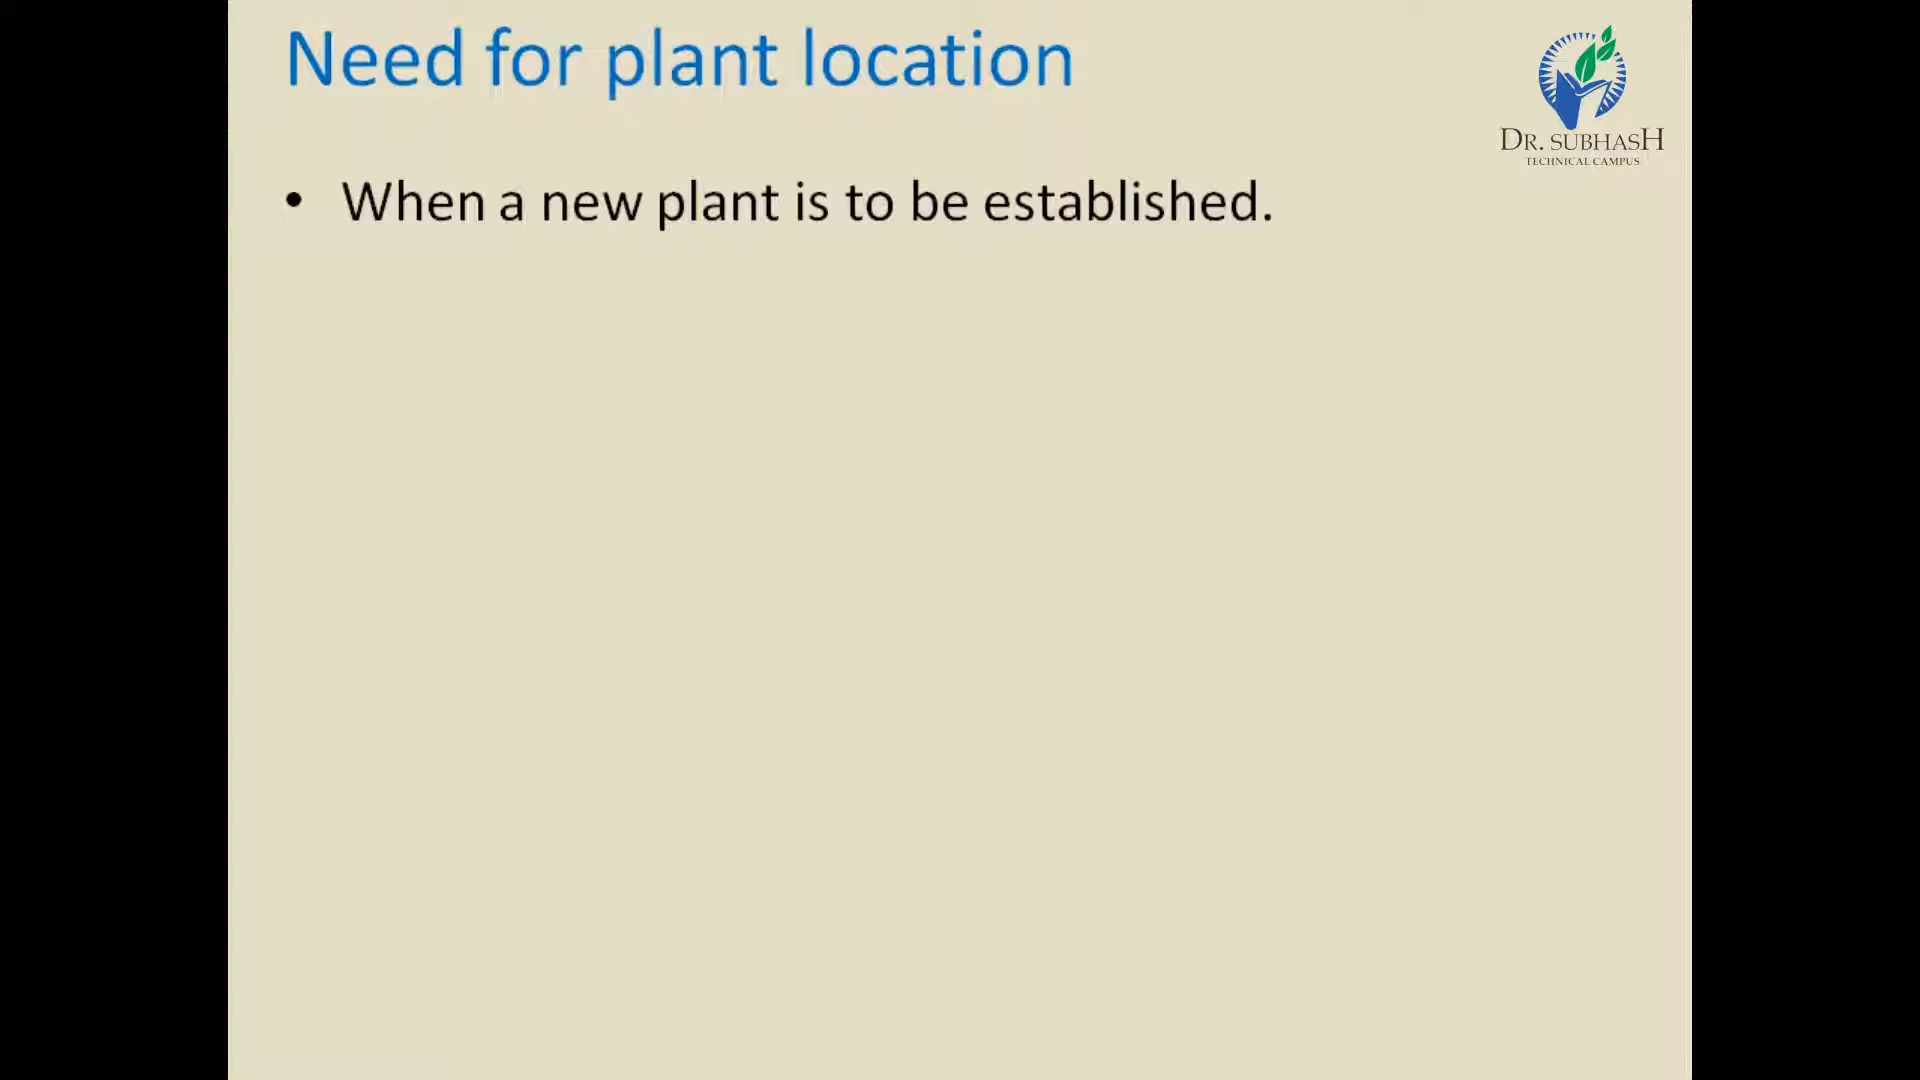 Need for plant location
DR. SUBHASH
TECHNICAL CAMPUS
• When a new plant is to be established.